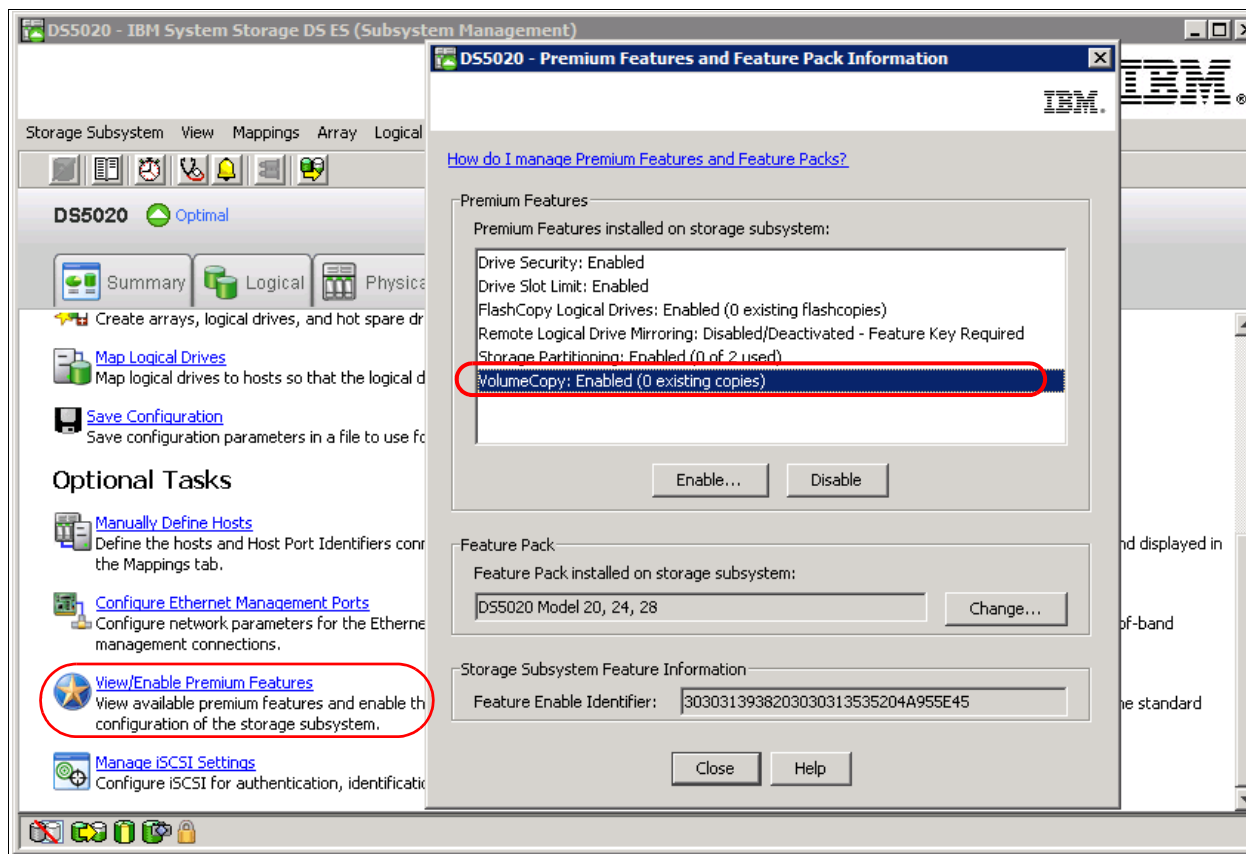 DS5020 - IBM System Storage DS ES (Subsystem Management)
IBM®
Storage Subsystem View Mappings Array Logical
DS5020 Optimal
Summary Logical Physica
Create arrays, logical drives, and hot spare dr
Map Logical Drives
Map logical drives to hosts so that the logical d
Save Configuration
Save configuration parameters in a file to use fo
Optional Tasks
Manually Define Hosts
Define the hosts and Host Port Identifiers conn
nd displayed in
the Mappings tab.
Configure Ethernet Management Ports
Configure network parameters for the Etherne
of-band
management connections.
View/Enable Premium Features
View available premium features and enable th
he standard
configuration of the storage subsystem.
Manage iSCSI Settings
Configure iSCSI for authentication, identificatio
DS5020 - Premium Features and Feature Pack Information
IBM.
How do I manage Premium Features and Feature Packs?
Premium Features
Premium Features installed on storage subsystem:
Drive Security: Enabled
Drive Slot Limit: Enabled
FlashCopy Logical Drives: Enabled (0 existing flashcopies)
Remote Logical Drive Mirroring: Disabled/Deactivated - Feature Key Required
Storage Partitioning: Enabled (0 of 2 used)
VolumeCopy: Enabled (0 existing copies)
Enable... Disable
Feature Pack
Feature Pack installed on storage subsystem:
DS5020 Model 20, 24, 28
Change...
Storage Subsystem Feature Information
Feature Enable Identifier: 3030313938203030313535204A955E45
Close Help